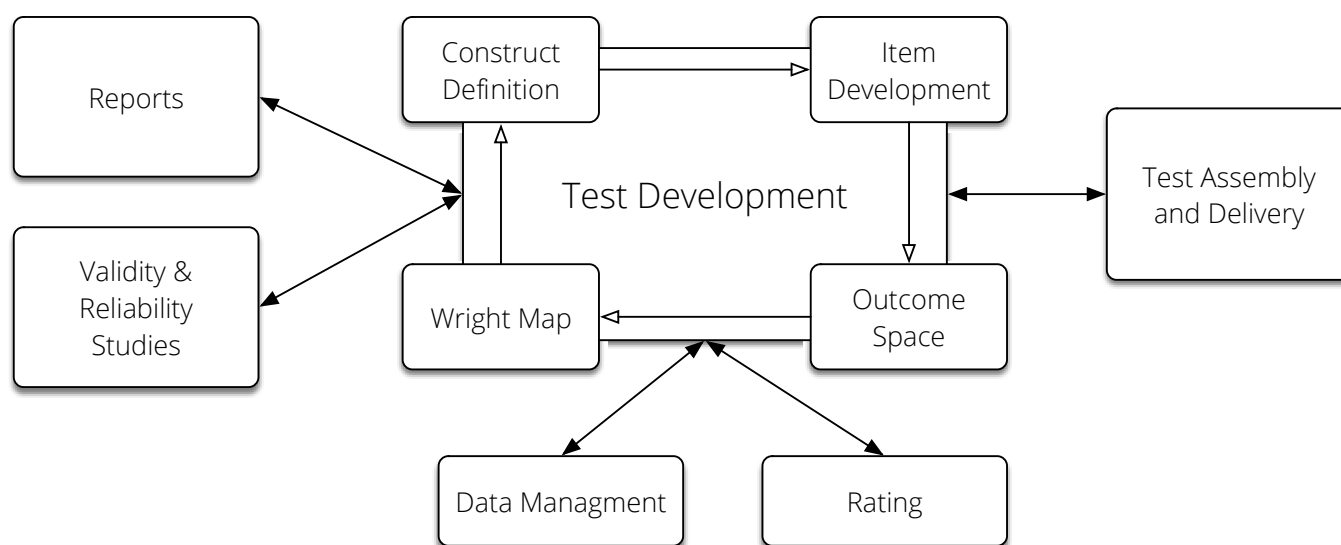 Reports
Construct
Definition
Item
Development
Test Development
Test Assembly
and Delivery
Validity &
Reliability
Studies
Wright Map
Outcome
Space
Data Managment
Rating